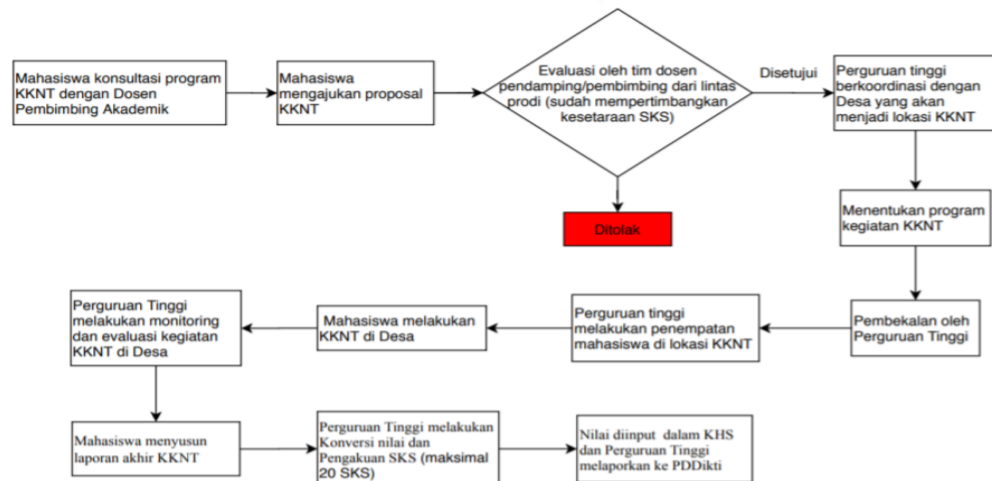 Mahasiswa konsultasi program
KKNT dengan Dosen
Pembimbing Akademik
Mahasiswa
mengajukan proposal
KKNT
Evaluasi oleh tim dosen
pendamping/pembimbing dari lintas
prodi (sudah mempertimbangkan
kesetaraan SKS)
Disetujui
Perguruan tinggi
berkoordinasi dengan
Desa yang akan
menjadi lokasi KKNT
Ditolak
Menentukan program
kegiatan KKNT
Pembekalan oleh
Perguruan Tinggi
Perguruan tinggi
melakukan penempatan
mahasiswa di lokasi KKNT
Mahasiswa melakukan
KKNT di Desa
Perguruan Tinggi
melakukan monitoring
dan evaluasi kegiatan
KKNT di Desa
Mahasiswa menyusun
laporan akhir KKNT
Perguruan Tinggi melakukan
Konversi nilai dan
Pengakuan SKS (maksimal
20 SKS)
Nilai diinput dalam KHS
dan Perguruan Tinggi
melaporkan ke PDDikti